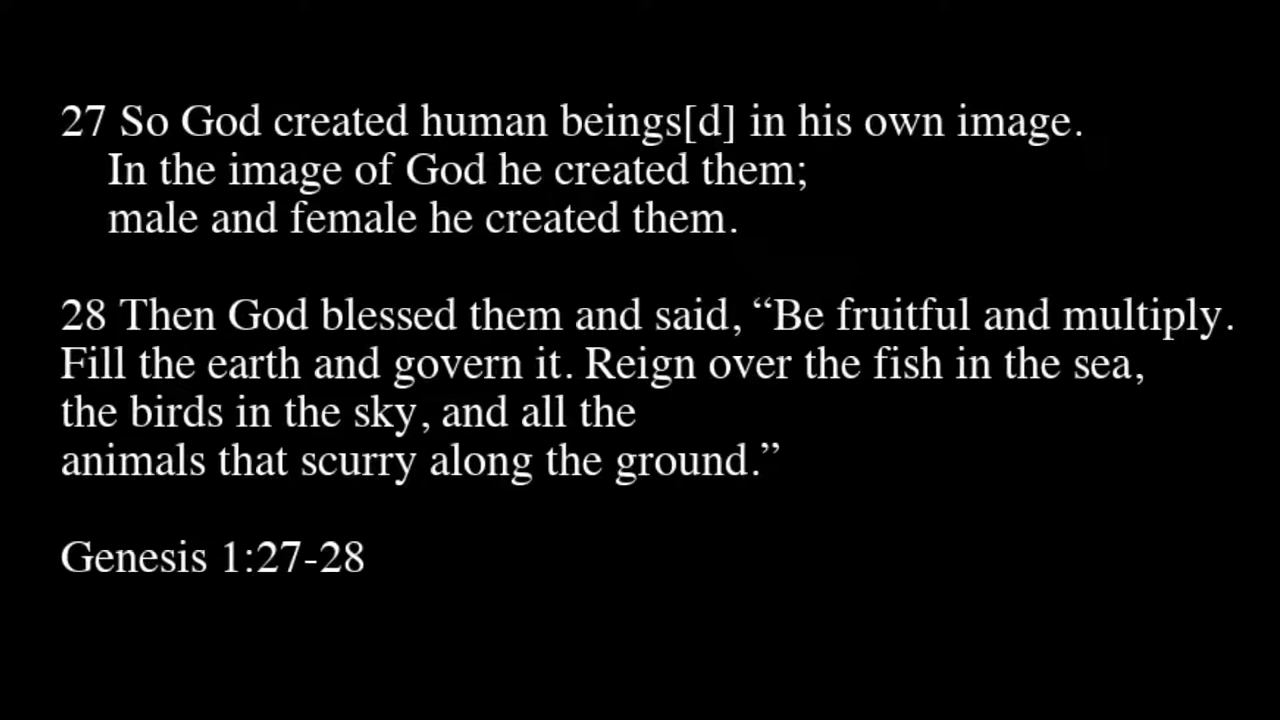 27 So God created human beings[d] in his own image.
In the image of God he created them;
male and female he created them.
28 Then God blessed them and said, “Be fruitful and multiply.
Fill the earth and govern it. Reign over the fish in the sea,
the birds in the sky, and all the
animals that scurry along the ground.”
Genesis 1:27-28